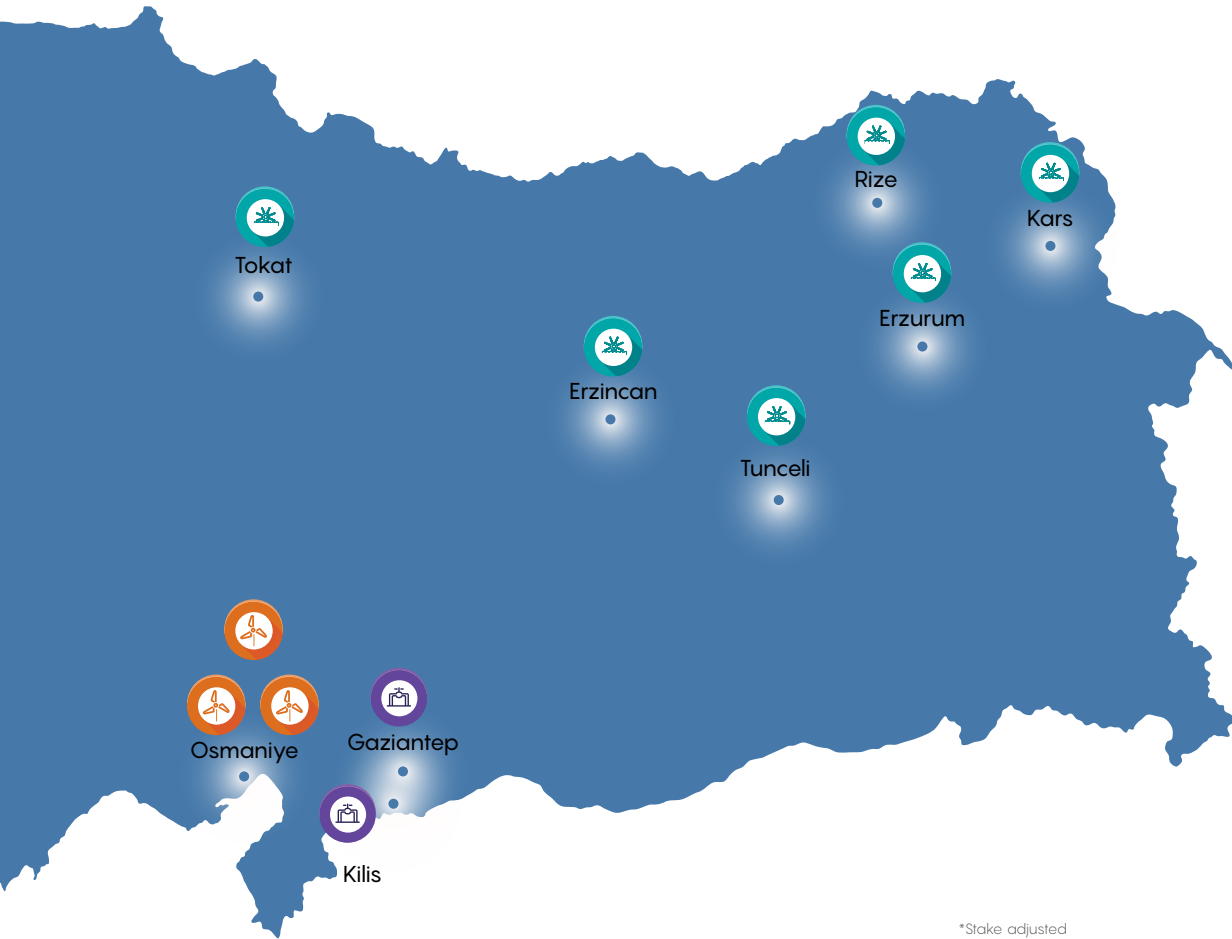 Rize
Kars
Tokat
Erzurum
Erzincan
Tunceli
Osmaniye
Gaziantep
Kilis
*Stake adjusted